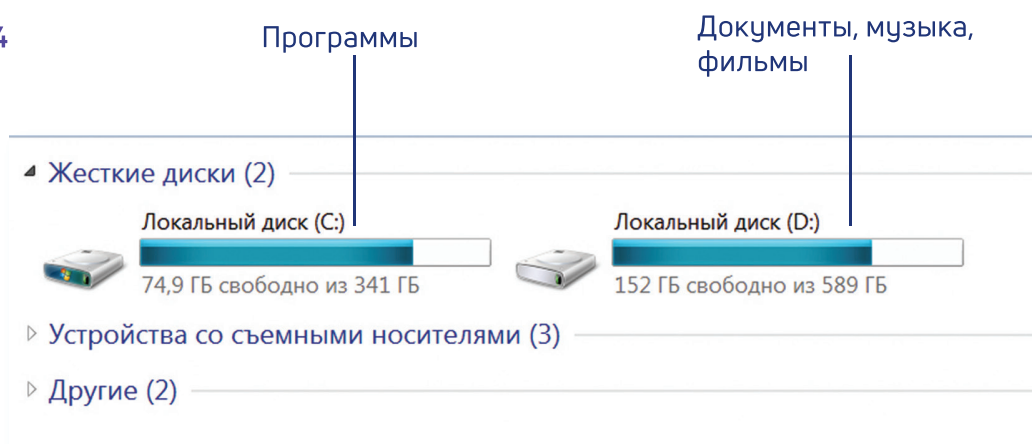 4
Программы
Документы, музыка,
фильмы
Жесткие диски (2)
Локальный диск (C:)
74,9 ГБ свободно из 341 ГБ
Локальный диск (D:)
152 ГБ свободно из 589 ГБ
Устройства со съемными носителями (3)
Другие (2)